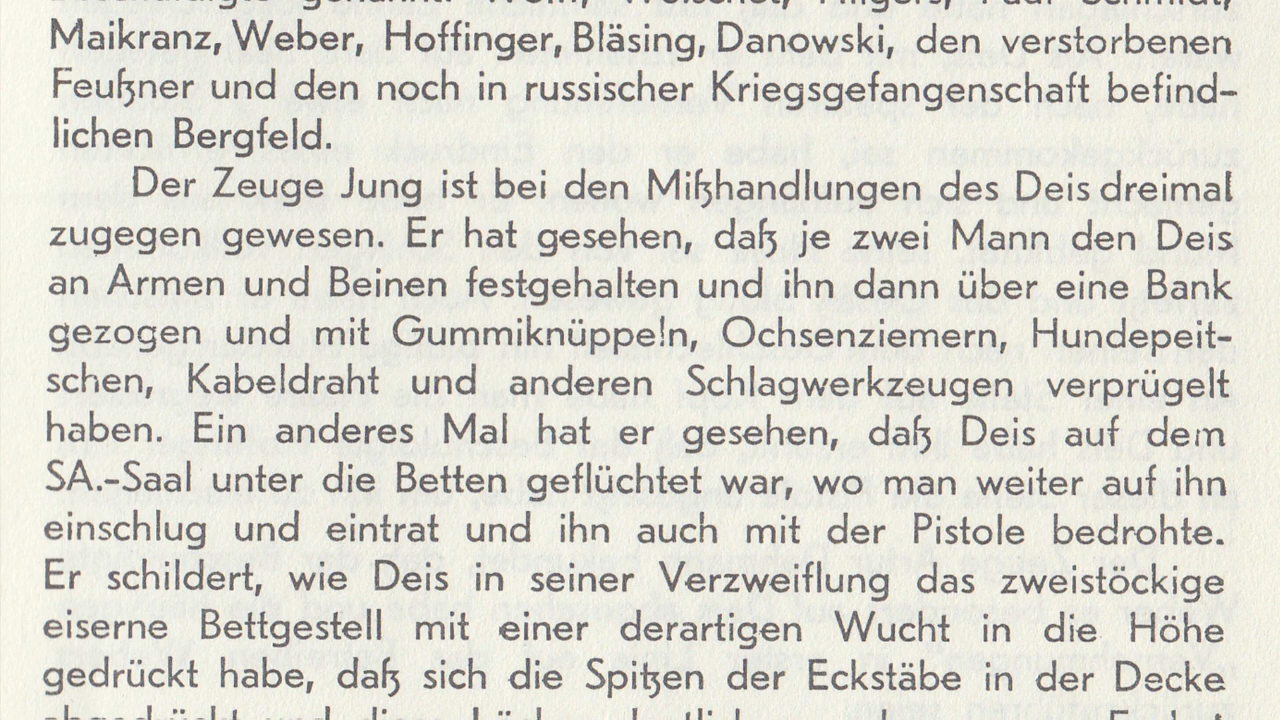 Maikranz, Weber, Hoffinger, Bläsing, Danowski, den verstorbenen
Feußner und den noch in russischer Kriegsgefangenschaft befind-
lichen Bergfeld.
Der Zeuge Jung ist bei den Mißhandlungen des Deis dreimal
zugegen gewesen. Er hat gesehen, daß je zwei Mann den Deis
an Armen und Beinen festgehalten und ihn dann über eine Bank
gezogen und mit Gummiknüppeln, Ochsenziemern, Hundepeit-
schen, Kabeldraht und anderen Schlagwerkzeugen verprügelt
haben. Ein anderes Mal hat er gesehen, daß Deis auf dem
SA.-Saal unter die Betten geflüchtet war, wo man weiter auf ihn
einschlug und eintrat und ihn auch mit der Pistole bedrohte.
Er schildert, wie Deis in seiner Verzweiflung das zweistöckige
eiserne Bettgestell mit einer derartigen Wucht in die Höhe
gedrückt habe, daß sich die Spitzen der Eckstäbe in der Decke